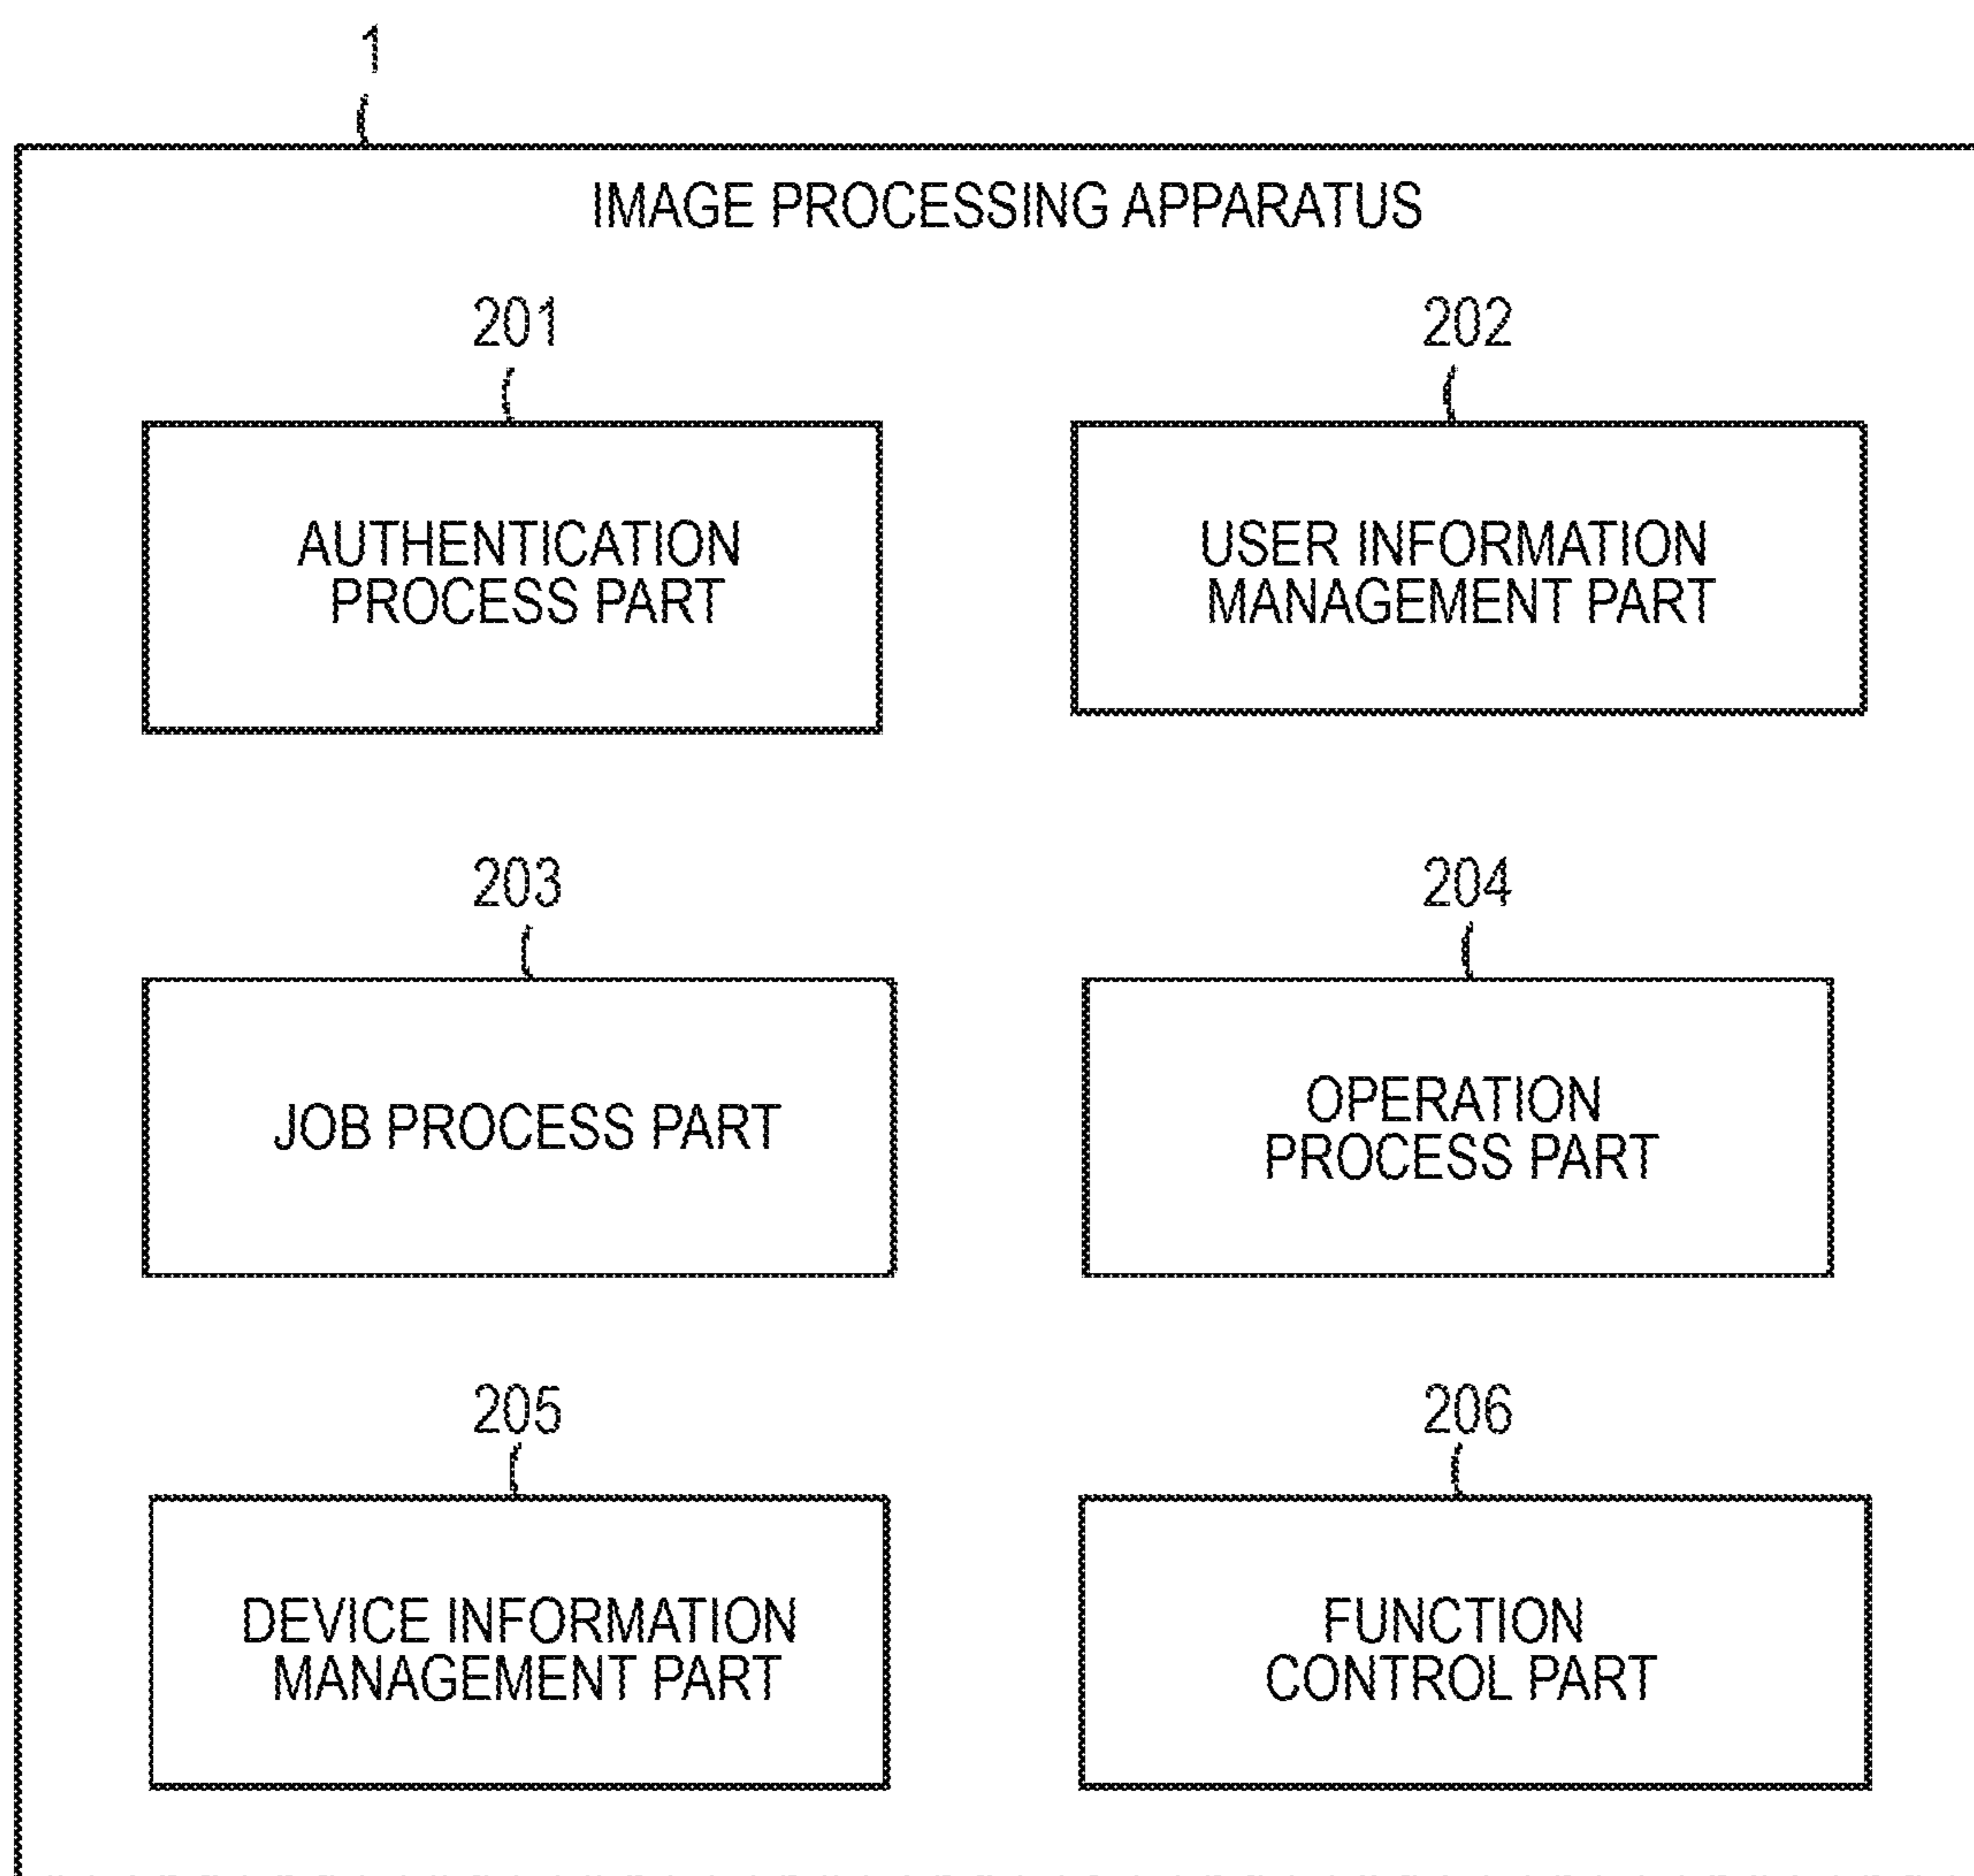 1
IMAGE PROCESSING APPARATUS
201
202
AUTHENTICATION
PROCESS PART
USER INFORMATION
MANAGEMENT PART
203
204
JOB PROCESS PART
OPERATION
PROCESS PART
205
206
DEVICE INFORMATION
MANAGEMENT PART
FUNCTION
CONTROL PART